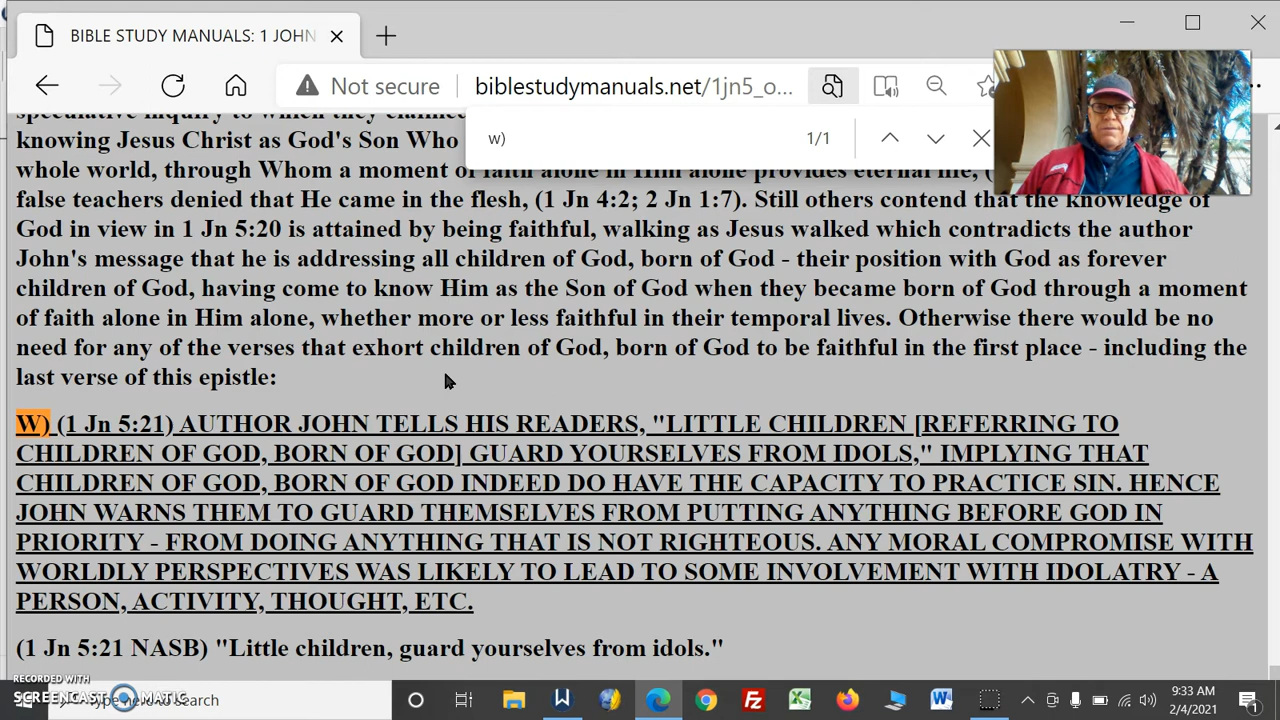 BIBLE STUDY MANUALS: 1 JOHN
Not secure
biblestudymanuals.net/1jn5_o...
w)
1/1
speculative inquiry to which they claimed
knowing Jesus Christ as God's Son Who
whole world, through Whom a moment of faith alone in Him alone provides eternal life, (
false teachers denied that He came in the flesh, (1 Jn 4:2; 2 Jn 1:7). Still others contend that the knowledge of
God in view in 1 Jn 5:20 is attained by being faithful, walking as Jesus walked which contradicts the author
John's message that he is addressing all children of God, born of God - their position with God as forever
children of God, having come to know Him as the Son of God when they became born of God through a moment
of faith alone in Him alone, whether more or less faithful in their temporal lives. Otherwise there would be no
need for any of the verses that exhort children of God, born of God to be faithful in the first place - including the
last verse of this epistle:
W) (1 Jn 5:21) AUTHOR JOHN TELLS HIS READERS, "LITTLE CHILDREN [REFERRING TO
CHILDREN OF GOD, BORN OF GOD] GUARD YOURSELVES FROM IDOLS," IMPLYING THAT
CHILDREN OF GOD, BORN OF GOD INDEED DO HAVE THE CAPACITY TO PRACTICE SIN. HENCE
JOHN WARNS THEM TO GUARD THEMSELVES FROM PUTTING ANYTHING BEFORE GOD IN
PRIORITY - FROM DOING ANYTHING THAT IS NOT RIGHTEOUS. ANY MORAL COMPROMISE WITH
WORLDLY PERSPECTIVES WAS LIKELY TO LEAD TO SOME INVOLVEMENT WITH IDOLATRY - A
PERSON, ACTIVITY, THOUGHT, ETC.
(1 Jn 5:21 NASB) "Little children, guard yourselves from idols."
RECORDED WITH
SCREENCAST MATIC
Type here to search
9:33 AM
2/4/2021